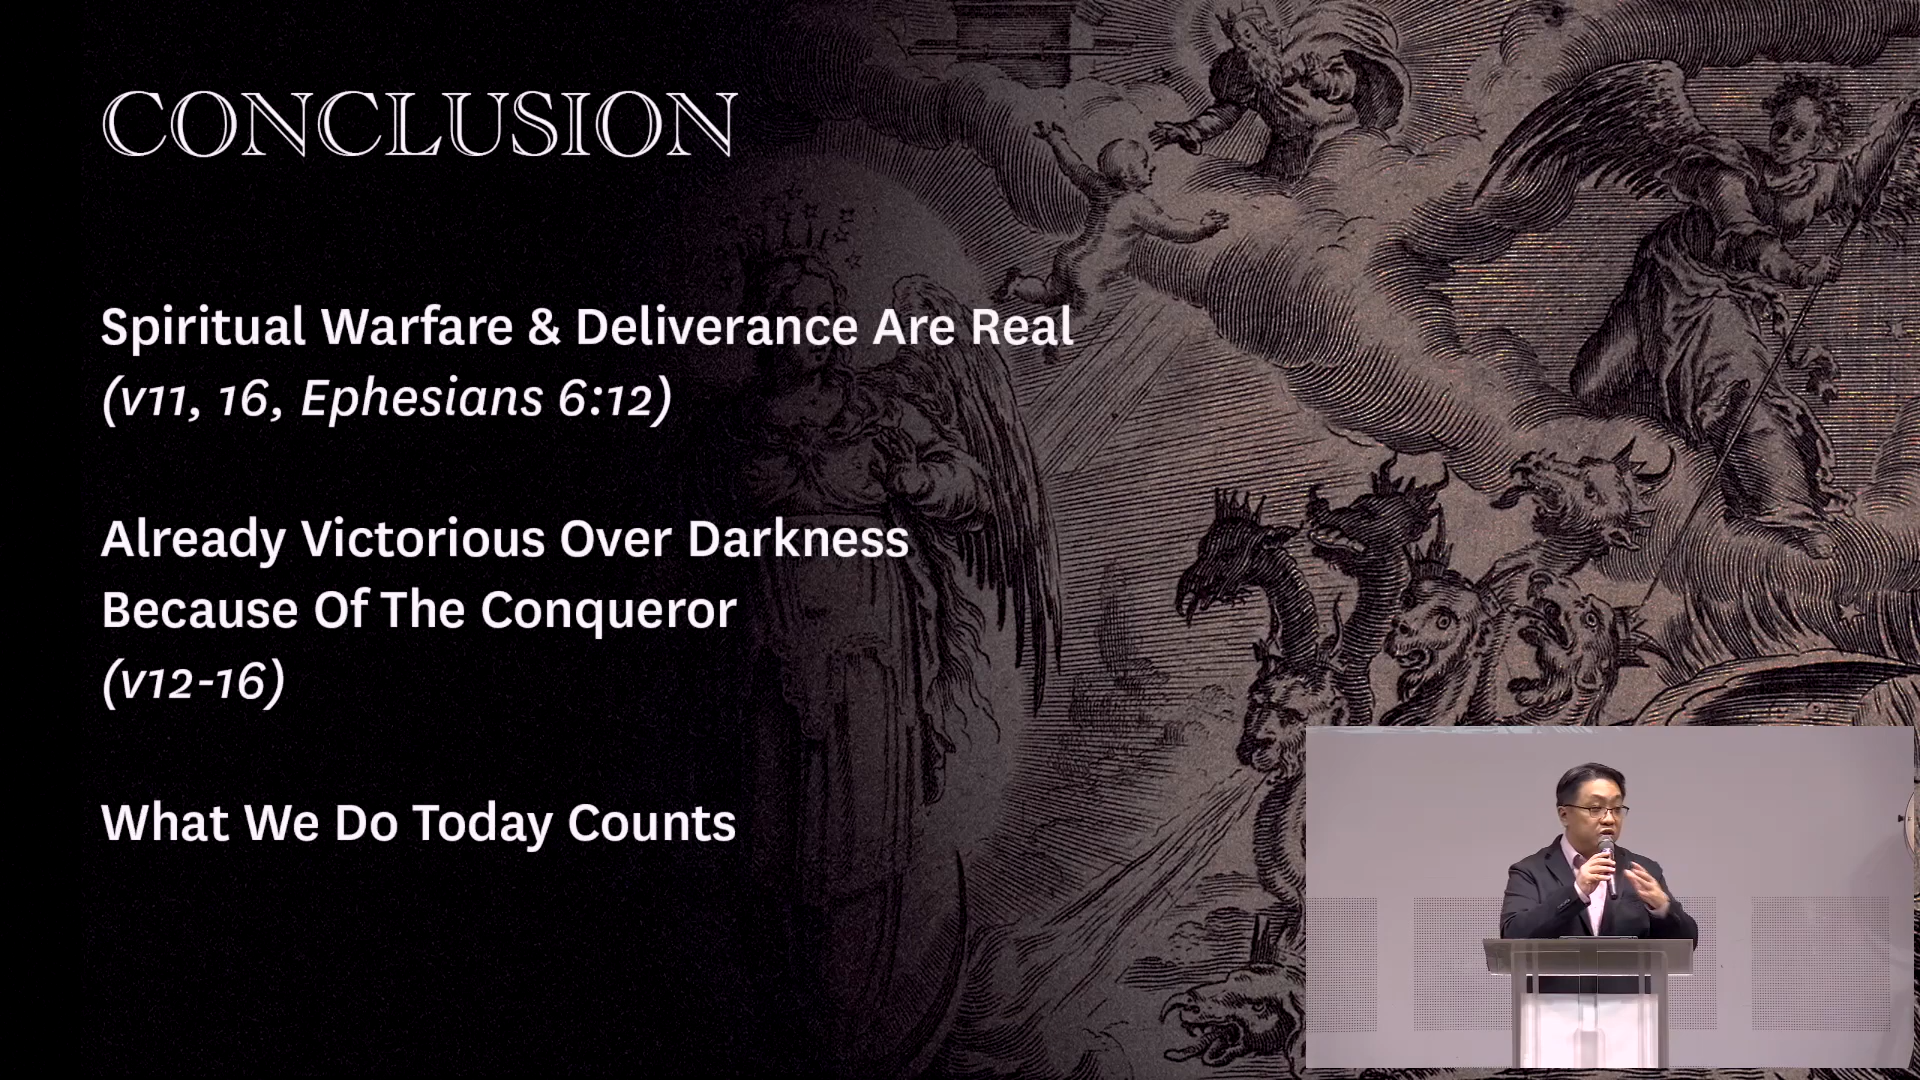 CONCLUSION
Spiritual Warfare & Deliverance Are Real
(v11, 16, Ephesians 6:12)
Already Victorious Over Darkness
Because Of The Conqueror
(v12-16)
What We Do Today Counts